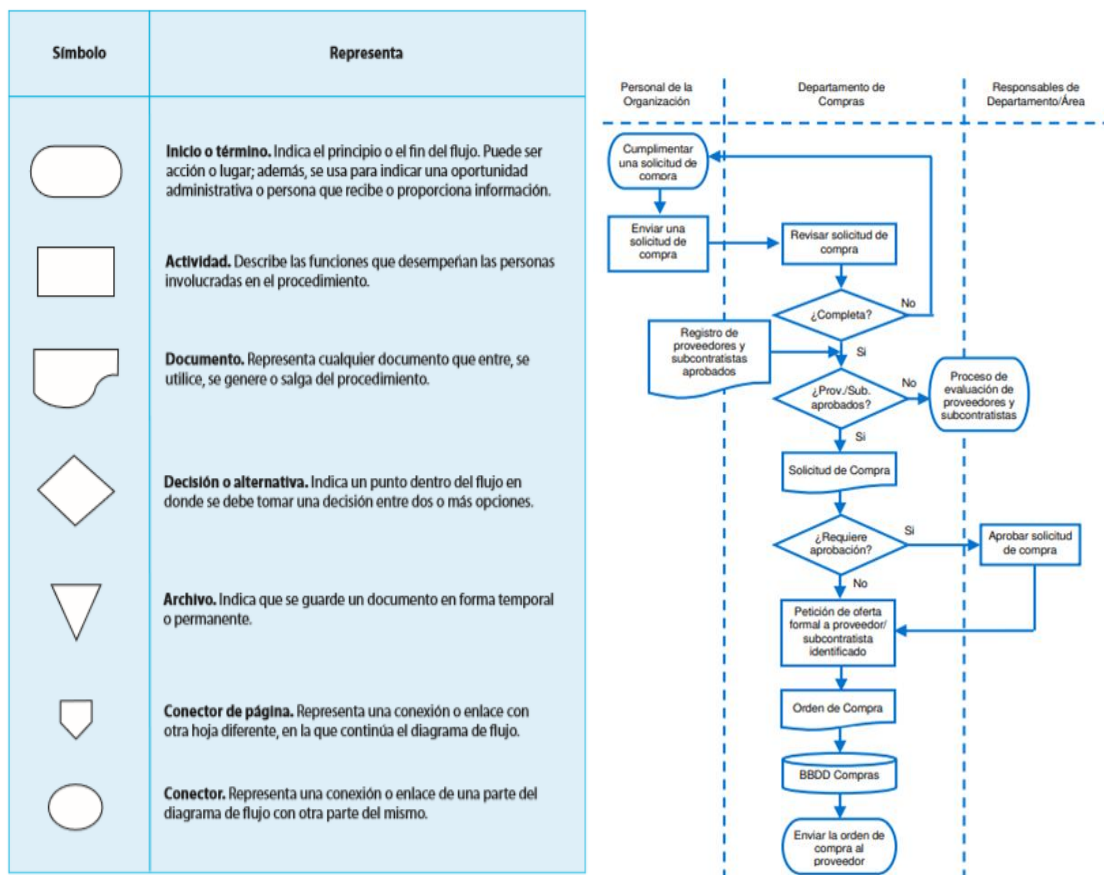 Símbolo
Representa
Inicio o término. Indica el principio o el fin del flujo. Puede ser
acción o lugar; además, se usa para indicar una oportunidad
administrativa o persona que recibe o proporciona información.
Actividad. Describe las funciones que desempeñan las personas
involucradas en el procedimiento.
Documento. Representa cualquier documento que entre, se
utilice, se genere o salga del procedimiento.
Decisión o alternativa. Indica un punto dentro del flujo en
donde se debe tomar una decisión entre dos o más opciones.
Archivo. Indica que se guarde un documento en forma temporal
o permanente.
Conector de página. Representa una conexión o enlace con
otra hoja diferente, en la que continúa el diagrama de flujo.
Conector. Representa una conexión o enlace de una parte del
diagrama de flujo con otra parte del mismo.
Personal de la
Organización
Departamento de
Compras
Responsables de
Departamento/Área
Cumplimentar
una solicitud de
compra
Enviar una
solicitud de
compra
Revisar solicitud de
compra
¿Completa?
No
Si
Registro de
proveedores y
subcontratistas
aprobados
¿Prov./Sub.
aprobados?
No
Proceso de
evaluación de
proveedores y
subcontratistas
Si
Solicitud de Compra
¿Requiere
aprobación?
Si
Aprobar solicitud
de compra
No
Petición de oferta
formal a proveedor/
subcontratista
identificado
Orden de Compra
BBDD Compras
Enviar la orden de
compra al
proveedor